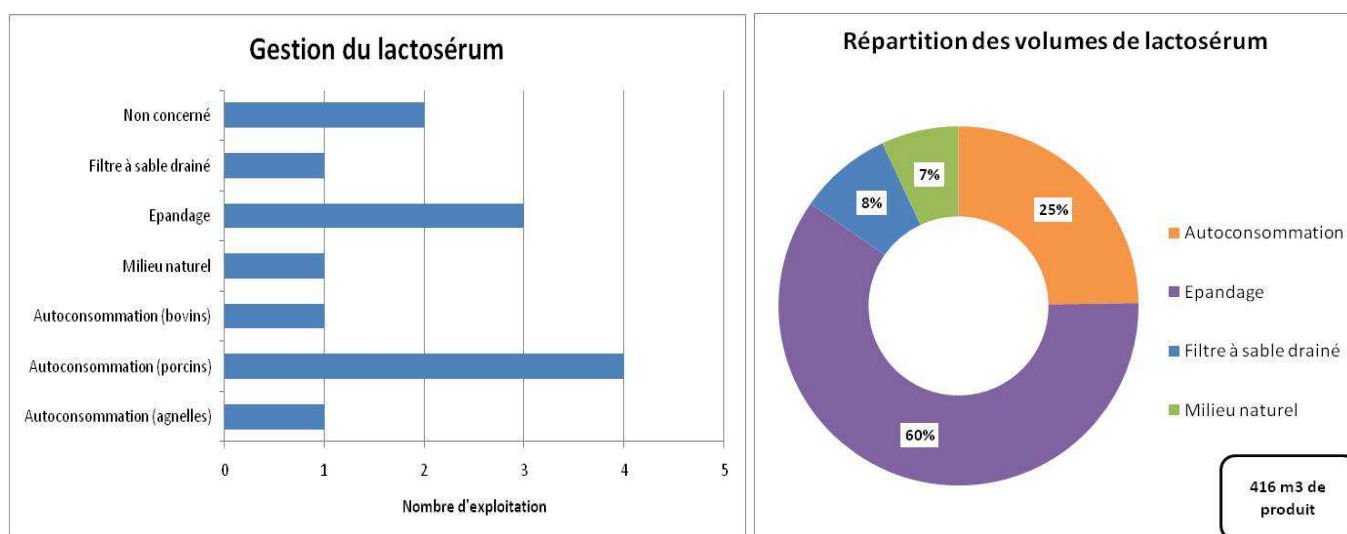 Gestion du lactosérum
Non concerné
Filtre à sable drainé
Epandage
Milieu naturel
Autoconsommation (bovins)
Autoconsommation (porcins)
Autoconsommation (agnelles)
0 1 2 3 4 5
Nombre d'exploitation
Répartition des volumes de lactosérum
7%
8%
25%
60%
Autoconsommation
Epandage
Filtre à sable drainé
Milieu naturel
416 m3 de
produit